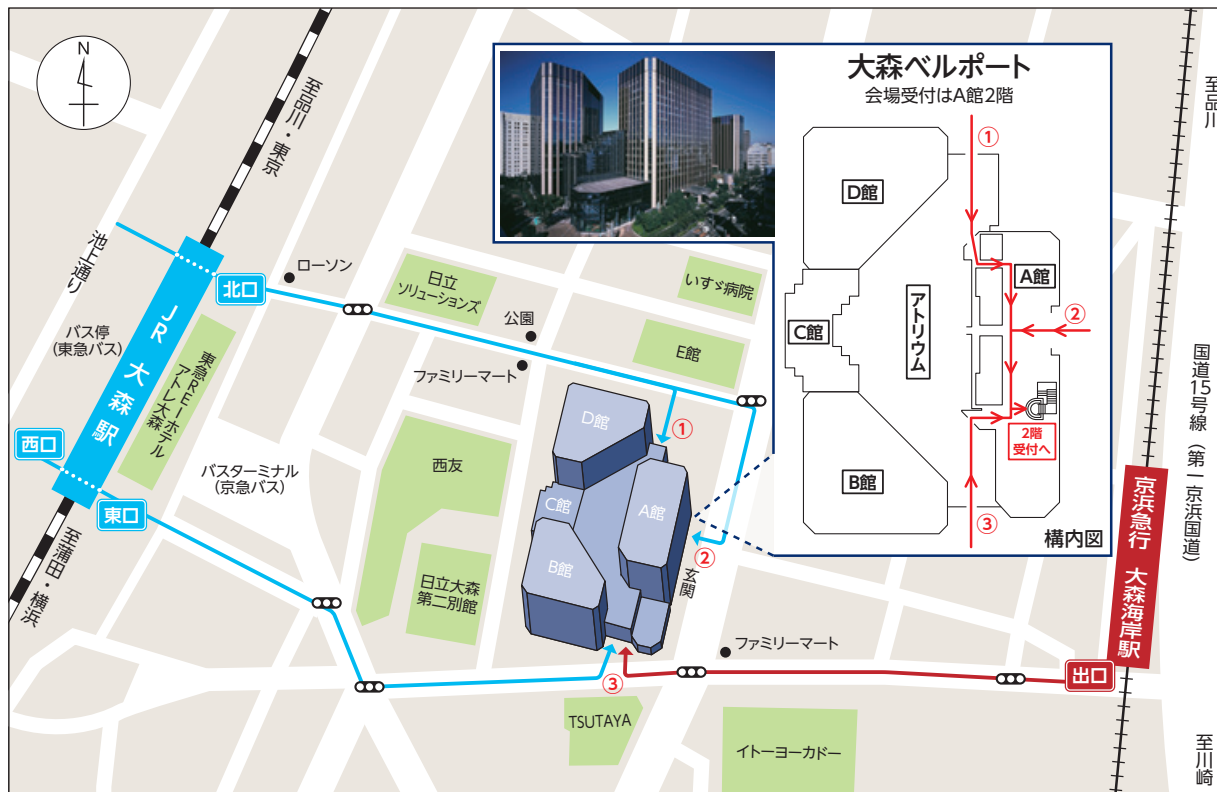 N
至品川・東京
池上通り
JR 大森駅
北口
ローソン
日立
ソリューションズ
公園
いすゞ病院
E館
ファミリーマート
バス停
(東急バス)
東急REIホテル
アトレ大森
西口
東口
バスターミナル
(京急バス)
至蒲田・横浜
西友
日立大森
第二別館
D館
C館
A館
B館
①
②
玄関
③
ファミリーマート
TSUTAYA
イトーヨーカドー
出口
京浜急行 大森海岸駅
至品川
国道15号線(第一京浜国道)
至川崎
大森ベルポート
会場受付はA館2階
①
D館
A館
②
C館
アトリウム
2階
受付へ
B館
③
構内図